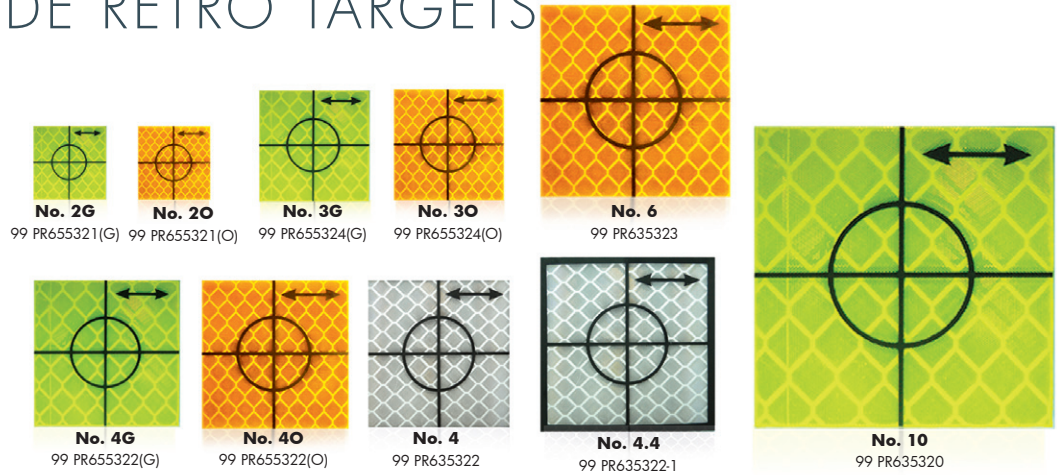 DE RETRO TARGETS
No. 2G
99 PR655321(G)
No. 2O
99 PR655321(O)
No. 3G
99 PR655324(G)
No. 3O
99 PR655324(O)
No. 6
99 PR635323
No. 4G
99 PR655322(G)
No. 4O
99 PR655322(O)
No. 4
99 PR635322
No. 4.4
99 PR635322-1
No. 10
99 PR635320